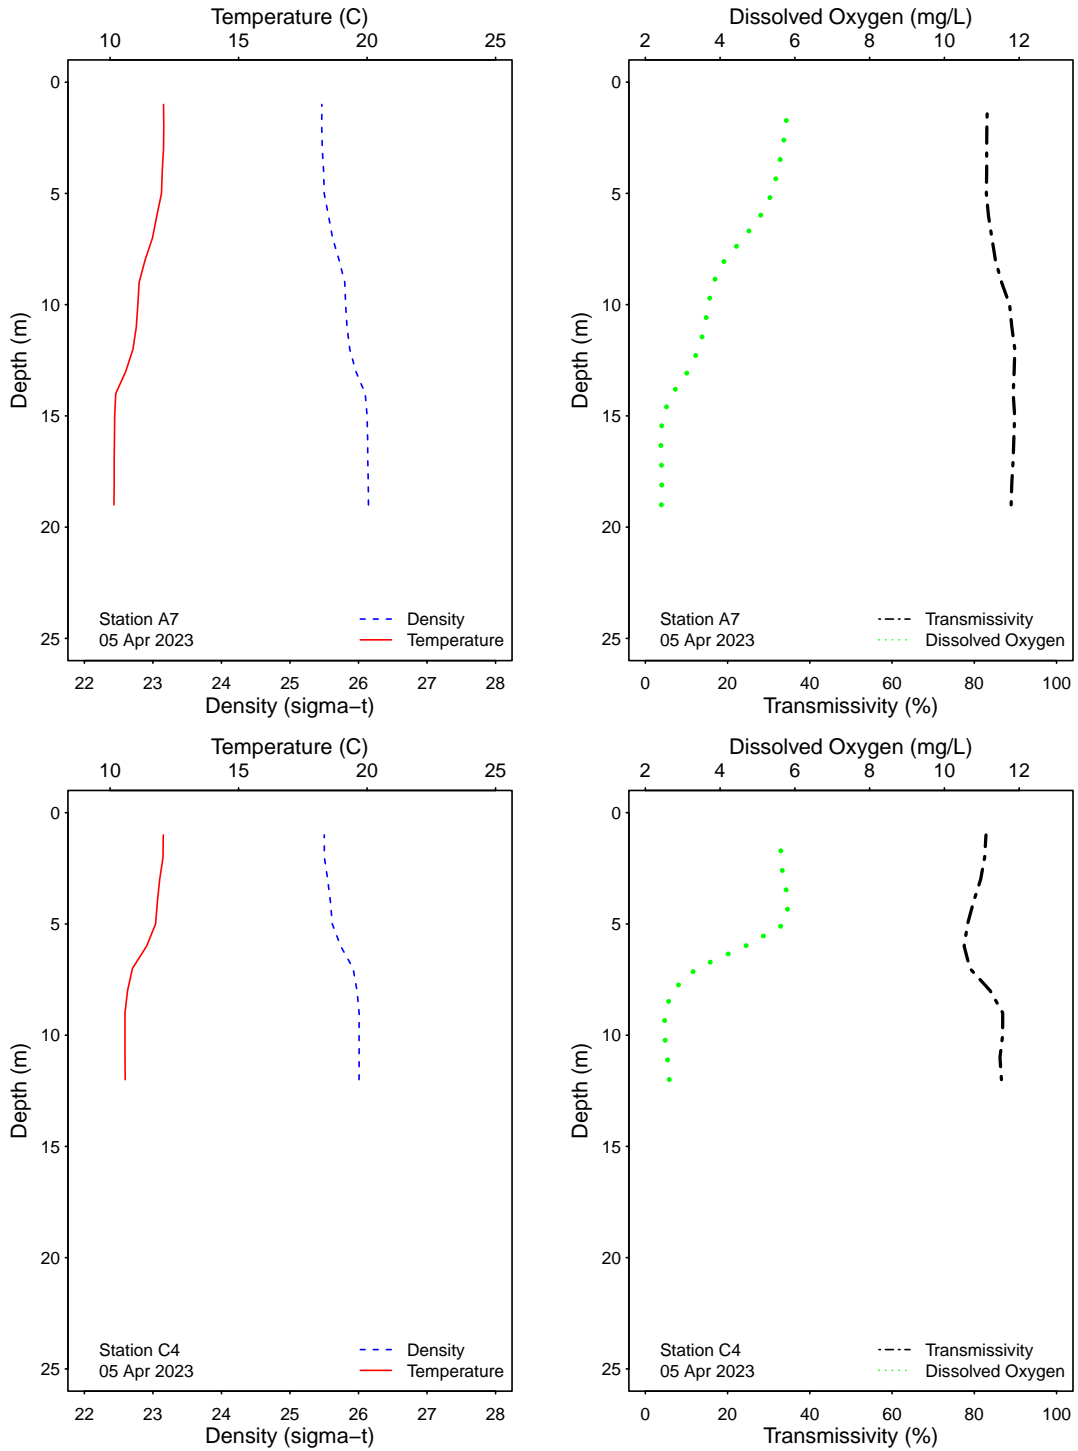 Temperature (C)
10 15 20 25
0
5
10
15
20
25
Depth (m)
Station A7
05 Apr 2023
Density
Temperature
22 23 24 25 26 27 28
Density (sigma−t)
Dissolved Oxygen (mg/L)
2 4 6 8 10 12
0
5
10
15
20
25
Depth (m)
Station A7
05 Apr 2023
Transmissivity
Dissolved Oxygen
0 20 40 60 80 100
Transmissivity (%)
Temperature (C)
10 15 20 25
0
5
10
15
20
25
Depth (m)
Station C4
05 Apr 2023
Density
Temperature
22 23 24 25 26 27 28
Density (sigma−t)
Dissolved Oxygen (mg/L)
2 4 6 8 10 12
0
5
10
15
20
25
Depth (m)
Station C4
05 Apr 2023
Transmissivity
Dissolved Oxygen
0 20 40 60 80 100
Transmissivity (%)